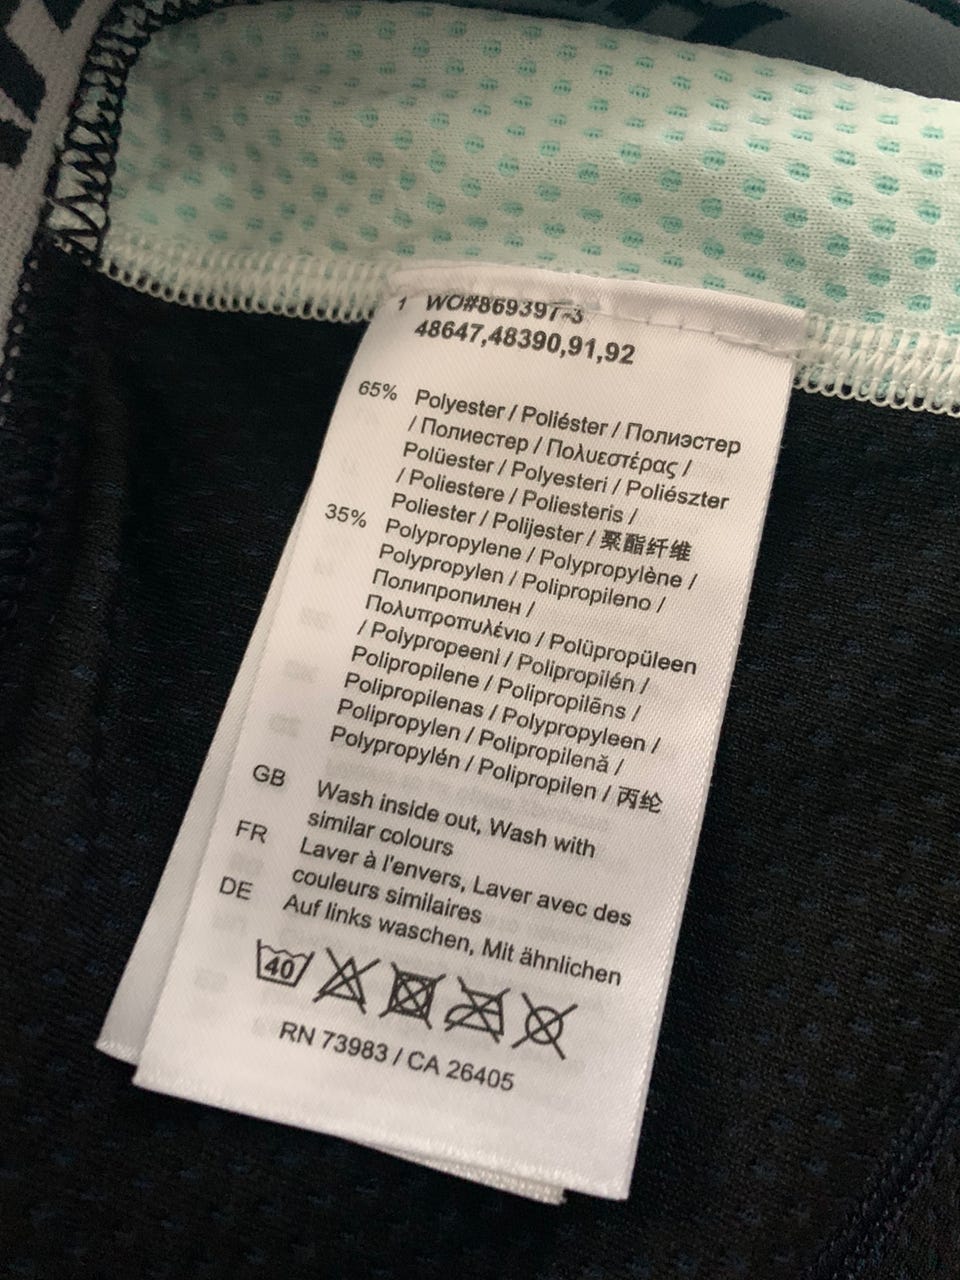 1 WO#869397-3
48647,48390,91,92
65% Polyester / Poliéster / Полиэстер
/ Полиестер / Πολυεστέρας /
Polüester / Polyesteri / Poliészter
/ Poliestere / Poliesteris /
Poliester / Polijester / 聚酯纤维
35% Polypropylene / Polypropylène /
Polypropylen / Polipropileno /
Полипропилен /
Πολυπροπυλένιο / Polüpropüleen
/ Polypropeeni / Polipropilén /
Polipropilene / Polipropilēns /
Polipropilenas / Polypropyleen /
Polipropylen / Polipropilenă /
Polypropylén / Polipropilen / 丙纶
GB Wash inside out, Wash with
similar colours
FR Laver à l'envers, Laver avec des
couleurs similaires
DE Auf links waschen, Mit ähnlichen
40
RN 73983 / CA 26405